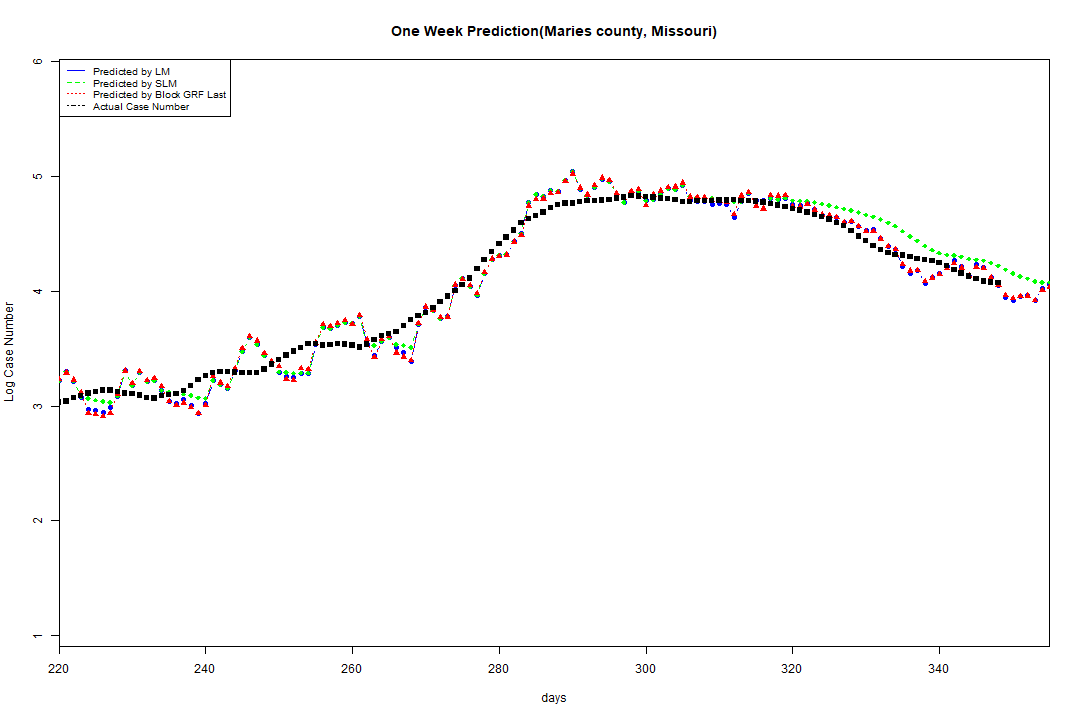 One Week Prediction(Maries county, Missouri)
Predicted by LM
Predicted by SLM
Predicted by Block GRF Last
Actual Case Number
6
5
4
3
2
1
Log Case Number
220 240 260 280 300 320 340
days